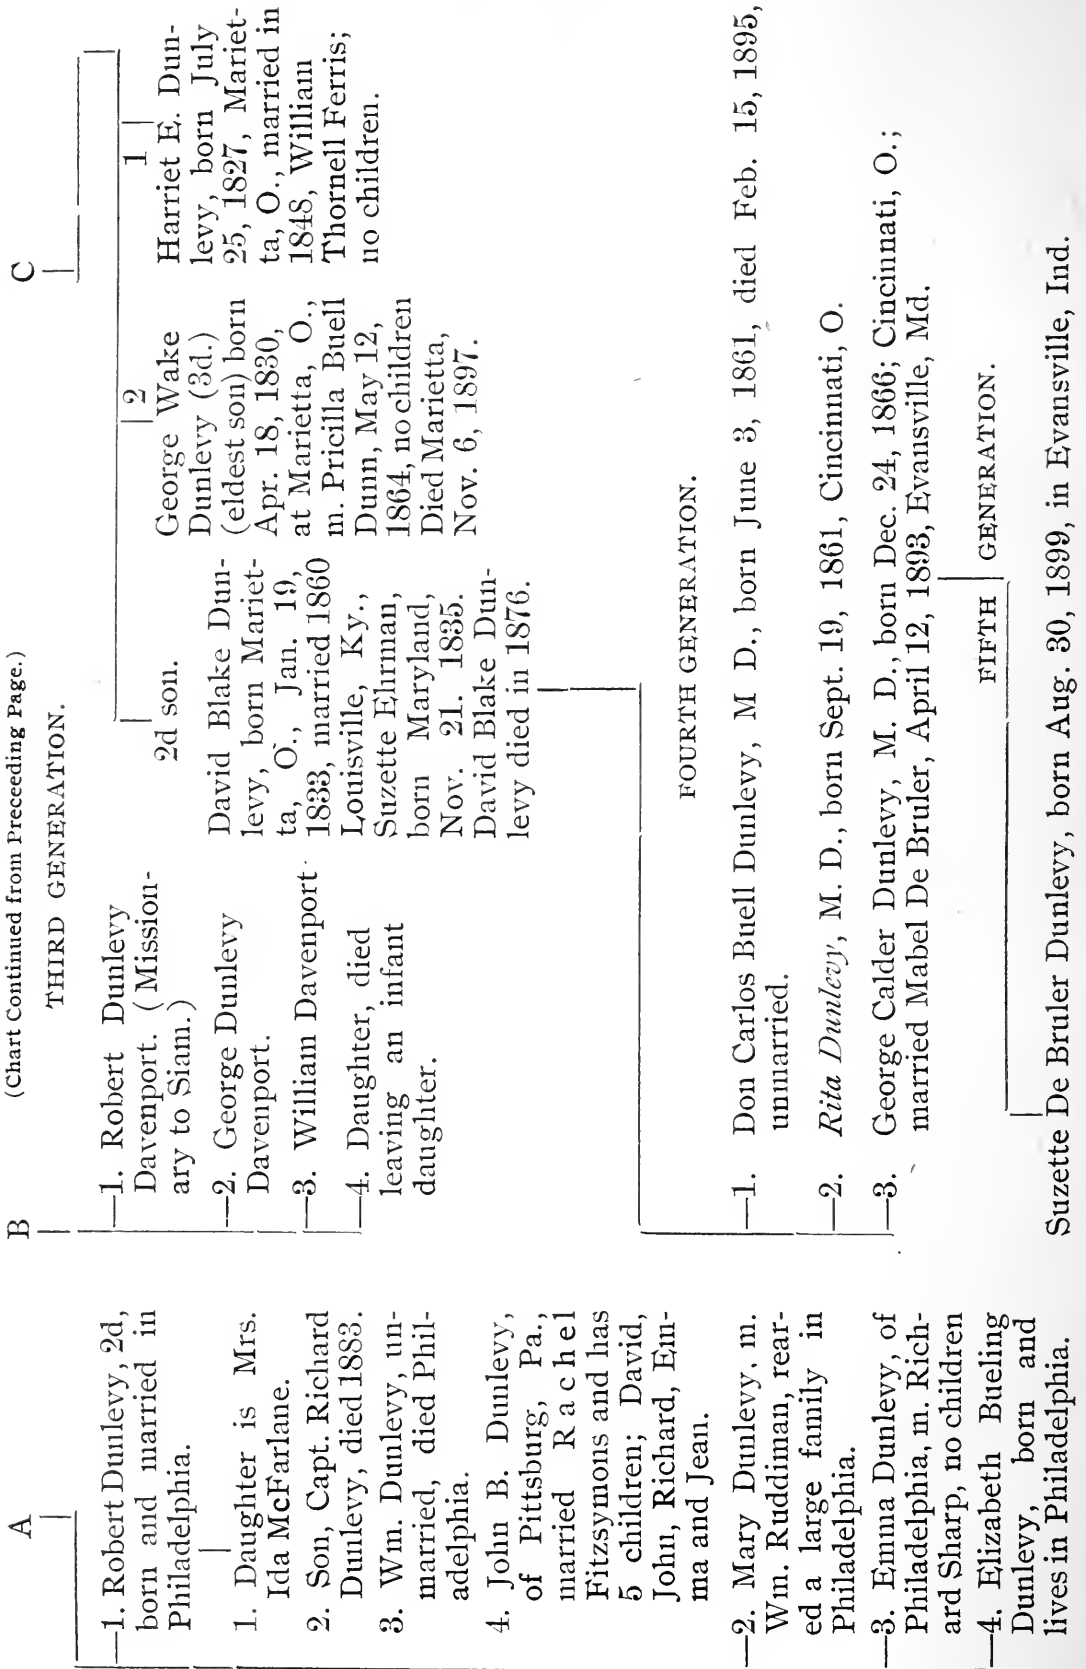 (Chart Continued from Preceeding Page.)
A
B
C
THIRD GENERATION.
—1. Robert Dunlevy, 2d,
born and married in
Philadelphia.
1. Daughter is Mrs.
Ida McFarlane.
2. Son, Capt. Richard
Dunlevy, died 1883.
3. Wm. Dunlevy, un-
married, died Phil-
adelphia.
4. John B. Dunlevy,
of Pittsburg, Pa.,
married Rachel
Fitzsymons and has
5 children; David,
John, Richard, Em-
ma and Jean.
—2. Mary Dunlevy, m.
Wm. Ruddiman, rear-
ed a large family in
Philadelphia.
—3. Emma Dunlevy, of
Philadelphia, m. Rich-
ard Sharp, no children
—4. Elizabeth Bueling
Dunlevy, born and
lives in Philadelphia.
—1. Robert Dunlevy
Davenport. (Mission-
ary to Siam.)
—2. George Dunlevy
Davenport.
—3. William Davenport
—4. Daughter, died
leaving an infant
daughter.
2d son.
David Blake Dun-
levy, born Mariet-
ta, O., Jan. 19,
1833, married 1860
Louisville, Ky.,
Suzette Ehrman,
born Maryland,
Nov. 21. 1835.
David Blake Dun-
levy died in 1876.
2
George Wake
Dunlevy (3d.)
(eldest son) born
Apr. 18, 1830,
at Marietta, O.,
m. Pricilla Buell
Dunn, May 12,
1864, no children
Died Marietta,
Nov. 6, 1897.
1
Harriet E. Dun-
levy, born July
25, 1827, Mariet-
ta, O., married in
1848, William
Thornell Ferris;
no children.
FOURTH GENERATION.
—1. Don Carlos Buell Dunlevy, M D., born June 3, 1861, died Feb. 15, 1895,
unmarried.
—2. Rita Dunlevy, M. D., born Sept. 19, 1861, Cincinnati, O.
—3. George Calder Dunlevy, M. D., born Dec. 24, 1866; Cincinnati, O.;
married Mabel De Bruler, April 12, 1893, Evansville, Md.
FIFTH GENERATION.
Suzette De Bruler Dunlevy, born Aug. 30, 1899, in Evansville, Ind.